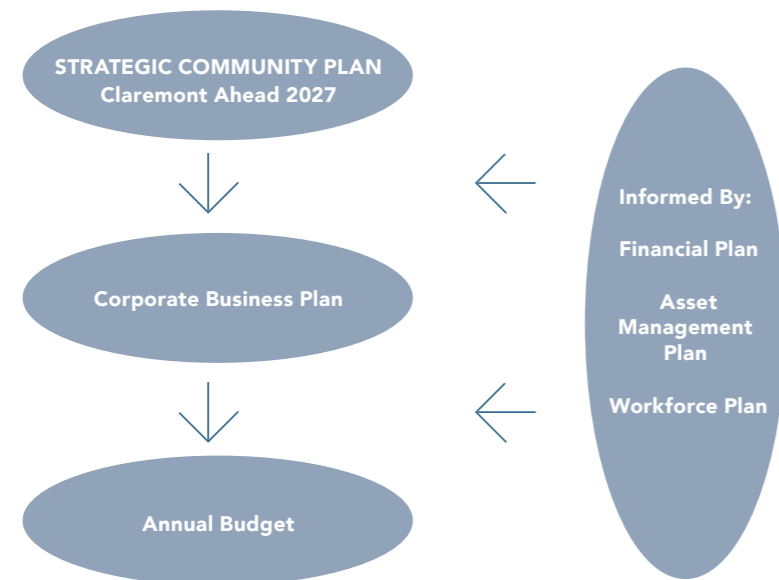 STRATEGIC COMMUNITY PLAN
Claremont Ahead 2027
Corporate Business Plan
Annual Budget
Informed By:
Financial Plan
Asset
Management
Plan
Workforce Plan